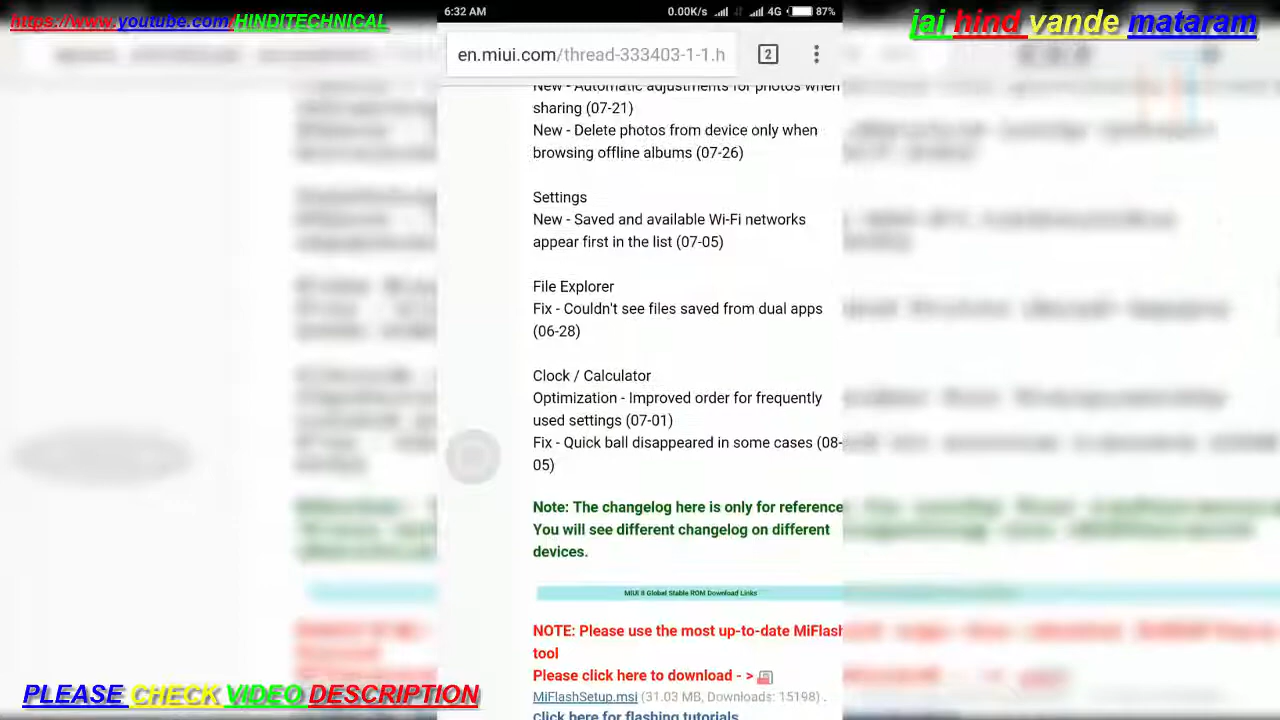 https://www.youtube.com/HINDITECHNICAL
jai hind vande mataram
6:32 AM 0.00K/s 4G 87%
en.miui.com/thread-333403-1-1.h 2
New - Automatic adjustments for photos when
sharing (07-21)
New - Delete photos from device only when
browsing offline albums (07-26)
Settings
New - Saved and available Wi-Fi networks
appear first in the list (07-05)
File Explorer
Fix - Couldn't see files saved from dual apps
(06-28)
Clock / Calculator
Optimization - Improved order for frequently
used settings (07-01)
Fix - Quick ball disappeared in some cases (08-
05)
Note: The changelog here is only for reference
You will see different changelog on different
devices.
MIUI 8 Global Stable ROM Download Links
NOTE: Please use the most up-to-date MiFlash
tool
Please click here to download - >
MiFlashSetup.msi (31.03 MB, Downloads: 15198) .
click here for flashing tutorials
PLEASE CHECK VIDEO DESCRIPTION